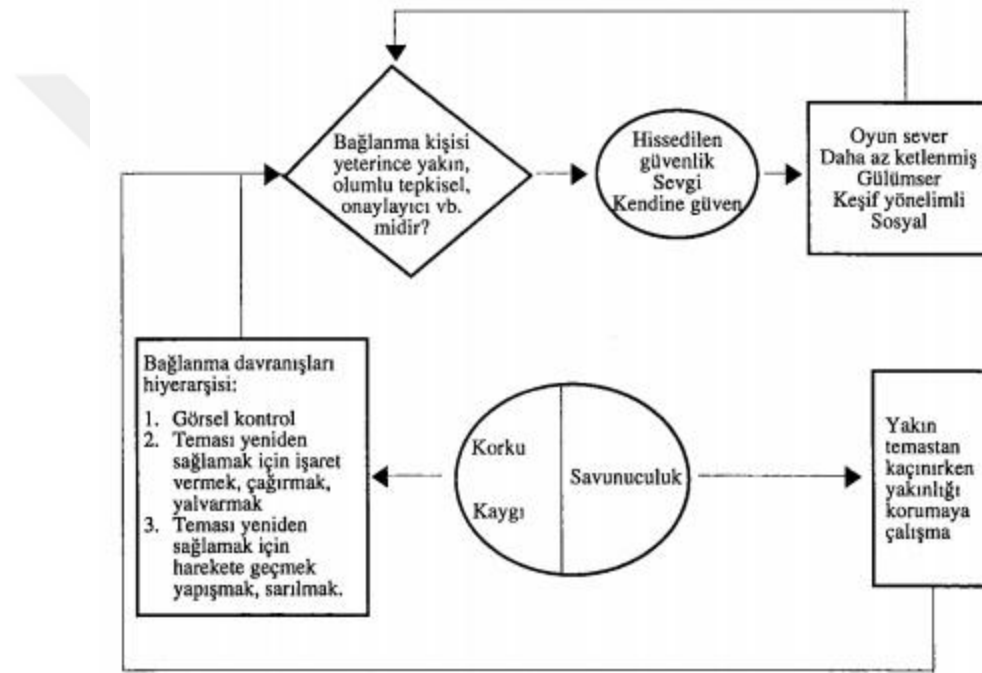 Bağlanma kişisi
yeterince yakın,
olumlu tepkisel,
onaylayıcı vb.
midir?
Hissedilen
güvenlik
Sevgi
Kendine güven
Oyun sever
Daha az ketlenmiş
Gülümser
Keşif yönelimli
Sosyal
Bağlanma davranışları
hiyerarşisi:
1. Görsel kontrol
2. Teması yeniden
sağlamak için işaret
vermek, çağırmak,
yalvarmak
3. Teması yeniden
sağlamak için
harekete geçmek
yapışmak, sarılmak.
Korku
Kaygı
Savunuculuk
Yakın
temastan
kaçınırken
yakınlığı
korumaya
çalışma